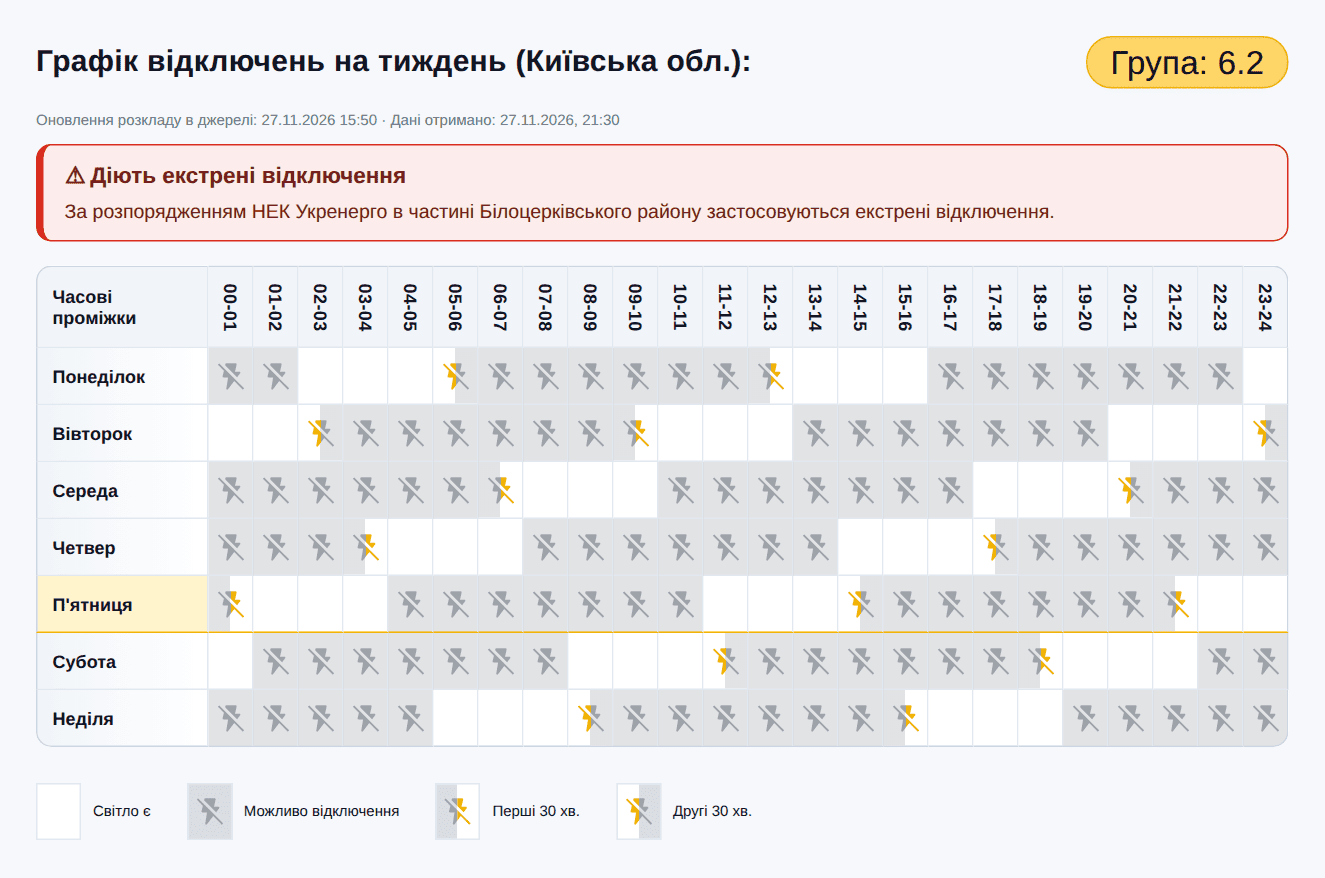 Графік відключень на тиждень (Київська обл.):
Група: 6.2
Оновлення розкладу в джерелі: 27.11.2026 15:50 · Дані отримано: 27.11.2026, 21:30
⚠ Діють екстрені відключення
За розпорядженням НЕК Укренерго в частині Білоцерківського району застосовуються екстрені відключення.
Часові
проміжки
00-01
01-02
02-03
03-04
04-05
05-06
06-07
07-08
08-09
09-10
10-11
11-12
12-13
13-14
14-15
15-16
16-17
17-18
18-19
19-20
20-21
21-22
22-23
23-24
Понеділок
Вівторок
Середа
Четвер
П'ятниця
Субота
Неділя
Світло є
Можливо відключення
Перші 30 хв.
Другі 30 хв.